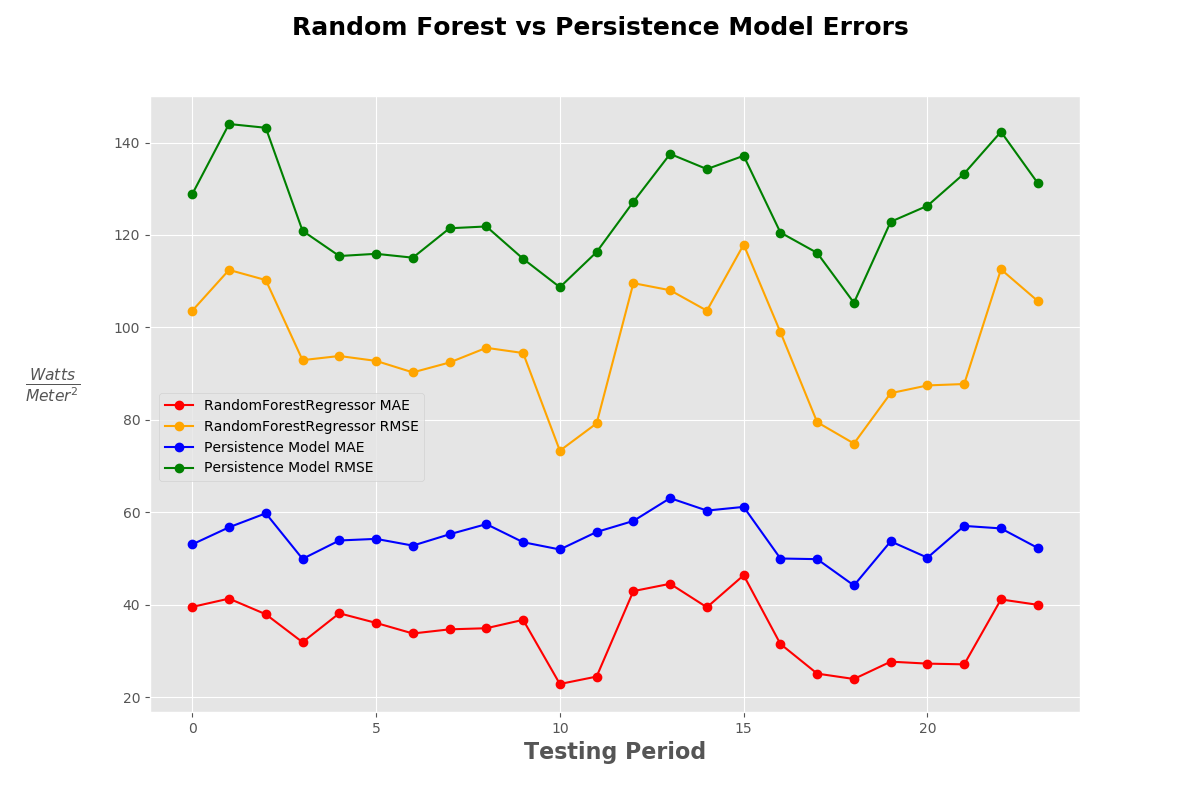 Random Forest vs Persistence Model Errors
140
120
100
80
60
40
20
Watts
Meter²
RandomForestRegressor MAE
RandomForestRegressor RMSE
Persistence Model MAE
Persistence Model RMSE
0 5 10 15 20
Testing Period